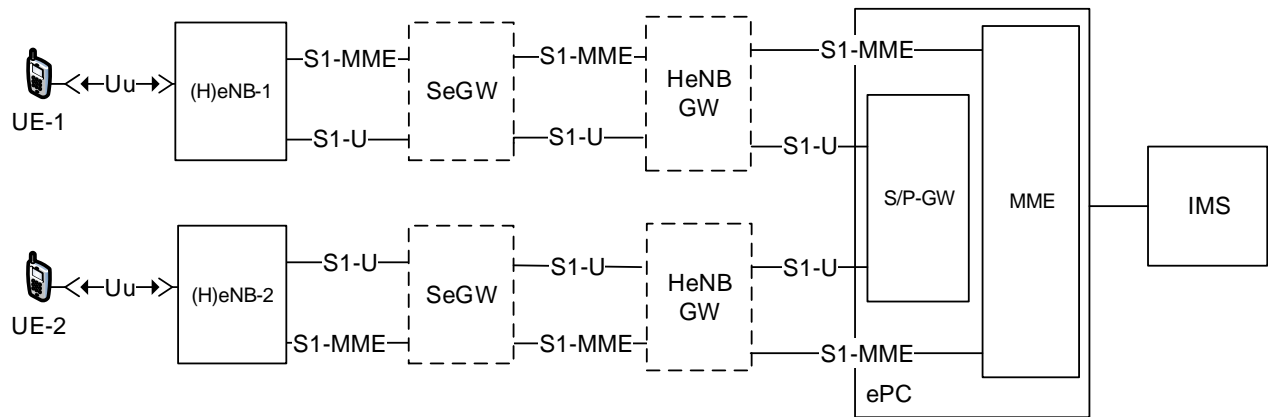 UE-1
Uu
(H)eNB-1
S1-MME
S1-U
SeGW
S1-MME
S1-U
HeNB
GW
S1-MME
S1-U
UE-2
Uu
(H)eNB-2
S1-U
S1-MME
SeGW
S1-U
S1-MME
HeNB
GW
S1-U
S1-MME
S/P-GW
MME
ePC
IMS